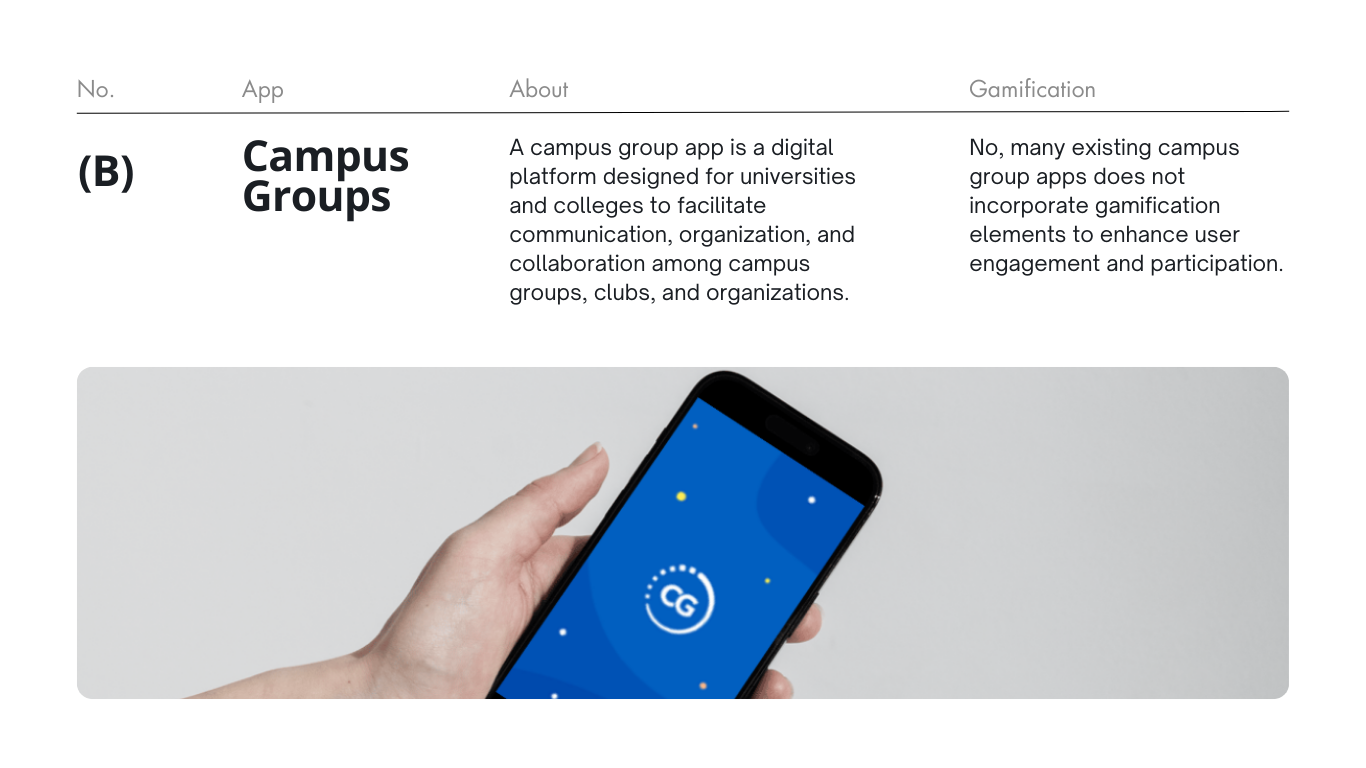 No.
App
About
Gamification
(B)
Campus
Groups
A campus group app is a digital
platform designed for universities
and colleges to facilitate
communication, organization, and
collaboration among campus
groups, clubs, and organizations.
No, many existing campus
group apps does not
incorporate gamification
elements to enhance user
engagement and participation.
CG